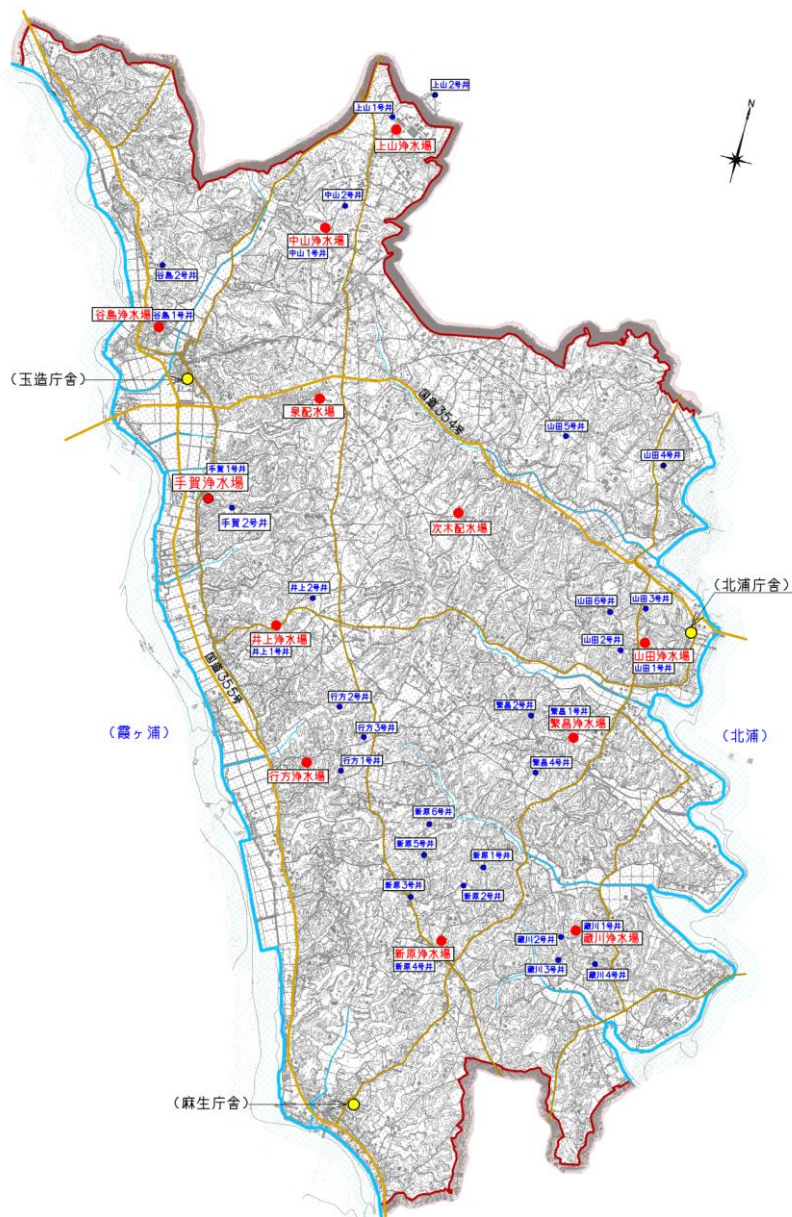 上山2号井
上山1号井
上山浄水場
N
中山2号井
中山浄水場
中山1号井
谷島2号井
谷島浄水場
谷島1号井
(玉造庁舎)
泉配水場
国道354号
山田5号井
山田4号井
手賀1号井
手賀浄水場
手賀2号井
次木配水場
(北浦庁舎)
井上2号井
山田6号井
山田3号井
井上浄水場
井上1号井
山田2号井
山田浄水場
山田1号井
国道355号
行方2号井
繁昌2号井
繁昌1号井
繁昌浄水場
(霞ヶ浦)
行方3号井
(北浦)
北浦
行方浄水場
行方1号井
繁昌4号井
新原6号井
新原5号井
新原1号井
新原3号井
新原2号井
蔵川1号井
蔵川2号井
蔵川浄水場
新原浄水場
新原4号井
蔵川3号井
蔵川4号井
(麻生庁舎)